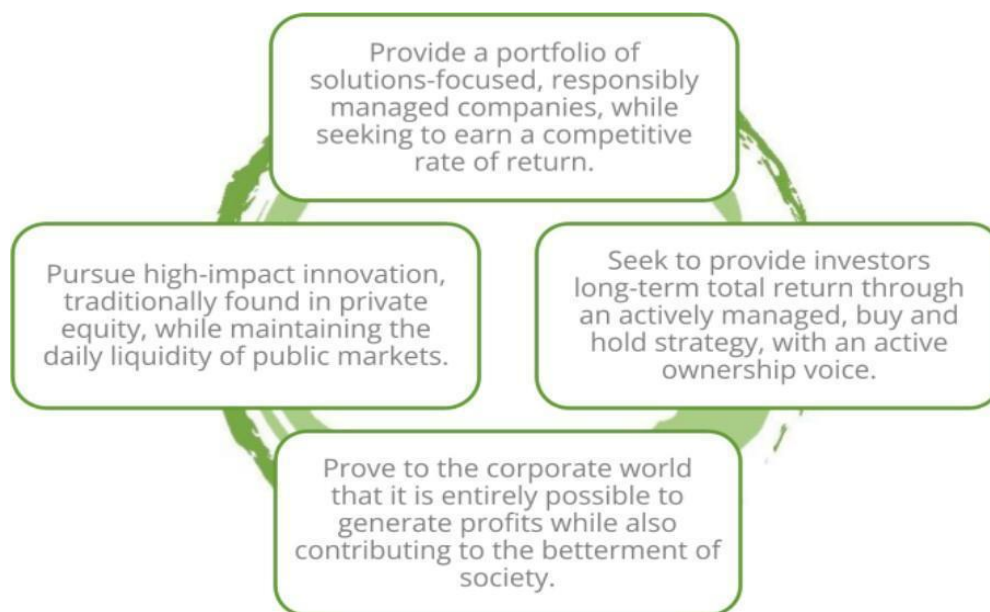 Provide a portfolio of
solutions-focused, responsibly
managed companies, while
seeking to earn a competitive
rate of return.
Pursue high-impact innovation,
traditionally found in private
equity, while maintaining the
daily liquidity of public markets.
Seek to provide investors
long-term total return through
an actively managed, buy and
hold strategy, with an active
ownership voice.
Prove to the corporate world
that it is entirely possible to
generate profits while also
contributing to the betterment of
society.